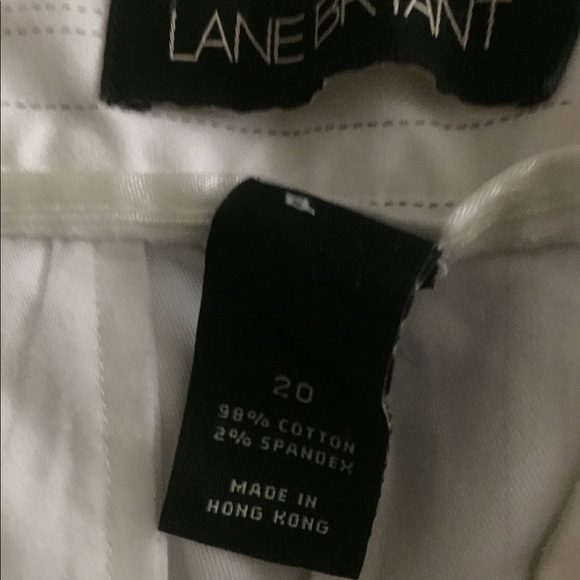 LANE BRYANT
20
98% COTTON
2% SPANDEX
MADE IN
HONG KONG